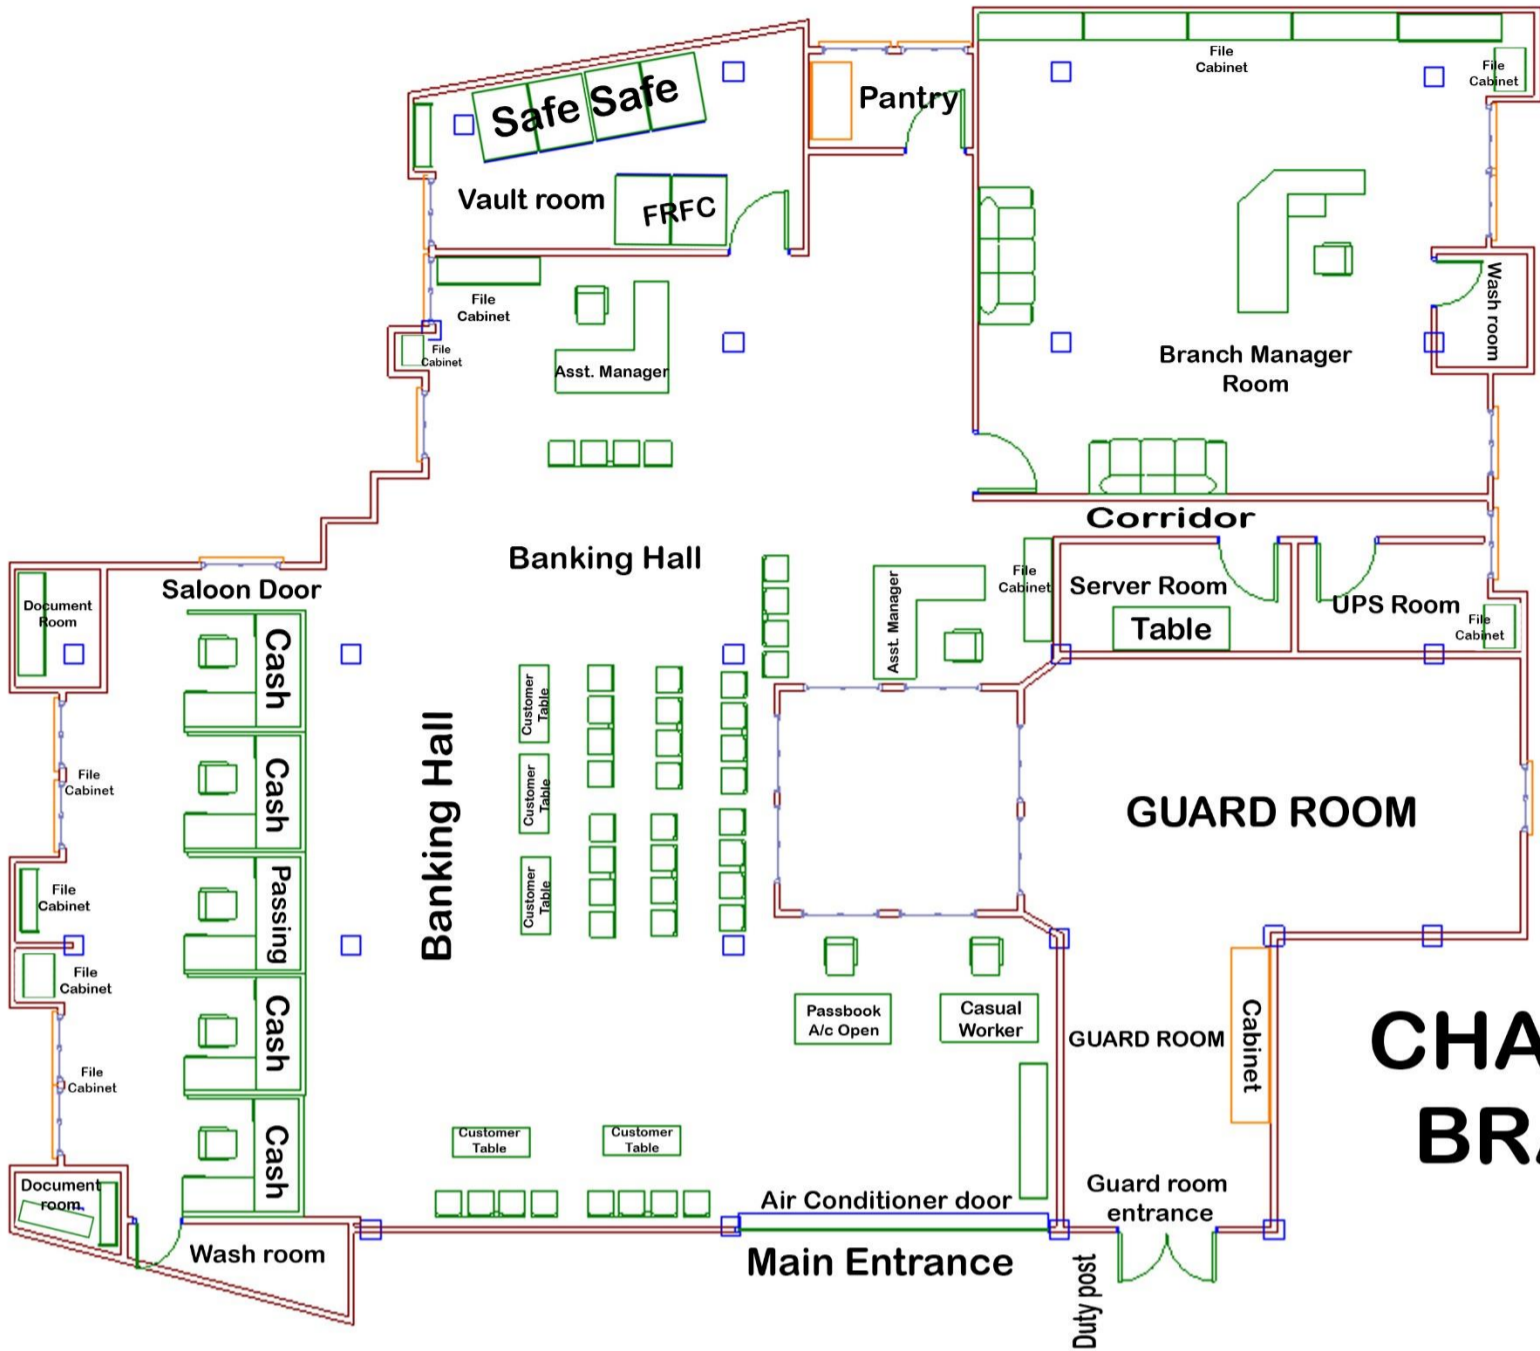 File
Cabinet
File
Cabinet
Safe Safe
Pantry
Vault room
FRFC
Wash room
File
Cabinet
File
Cabinet
Asst. Manager
Branch Manager
Room
Corridor
Banking Hall
Saloon Door
Document
Room
Cash
Asst. Manager
File
Cabinet
Server Room
Table
UPS Room
File
Cabinet
Customer
Table
Banking Hall
Customer
Table
Customer
Table
File
Cabinet
Cash
GUARD ROOM
File
Cabinet
Passing
File
Cabinet
Passbook
A/c Open
Casual
Worker
GUARD ROOM
Cabinet
CHA
BRA
Cash
File
Cabinet
Customer
Table
Customer
Table
Cash
Document
room
Wash room
Air Conditioner door
Main Entrance
Guard room
entrance
Duty post